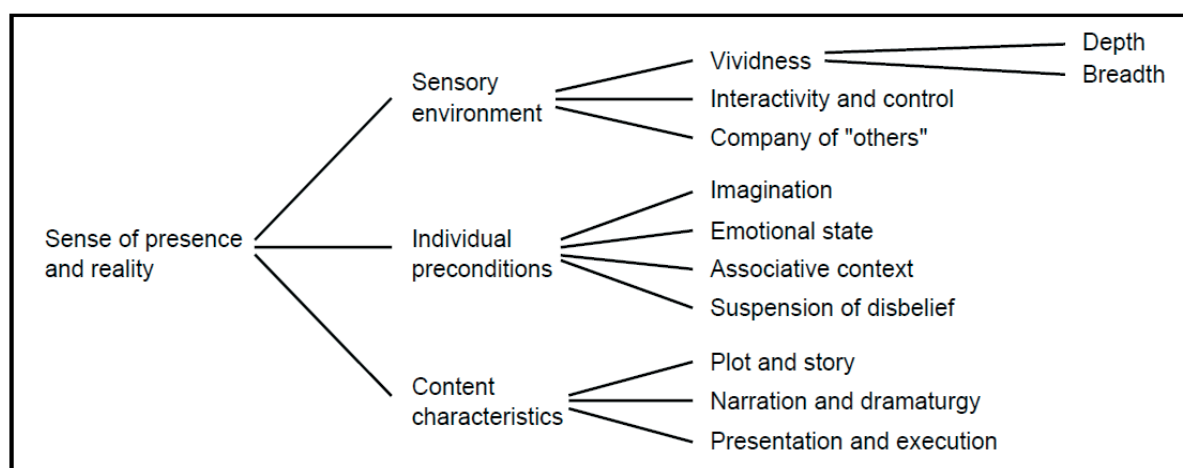 Sense of presence
and reality
Sensory
environment
Vividness
Depth
Breadth
Interactivity and control
Company of "others"
Individual
preconditions
Imagination
Emotional state
Associative context
Suspension of disbelief
Content
characteristics
Plot and story
Narration and dramaturgy
Presentation and execution